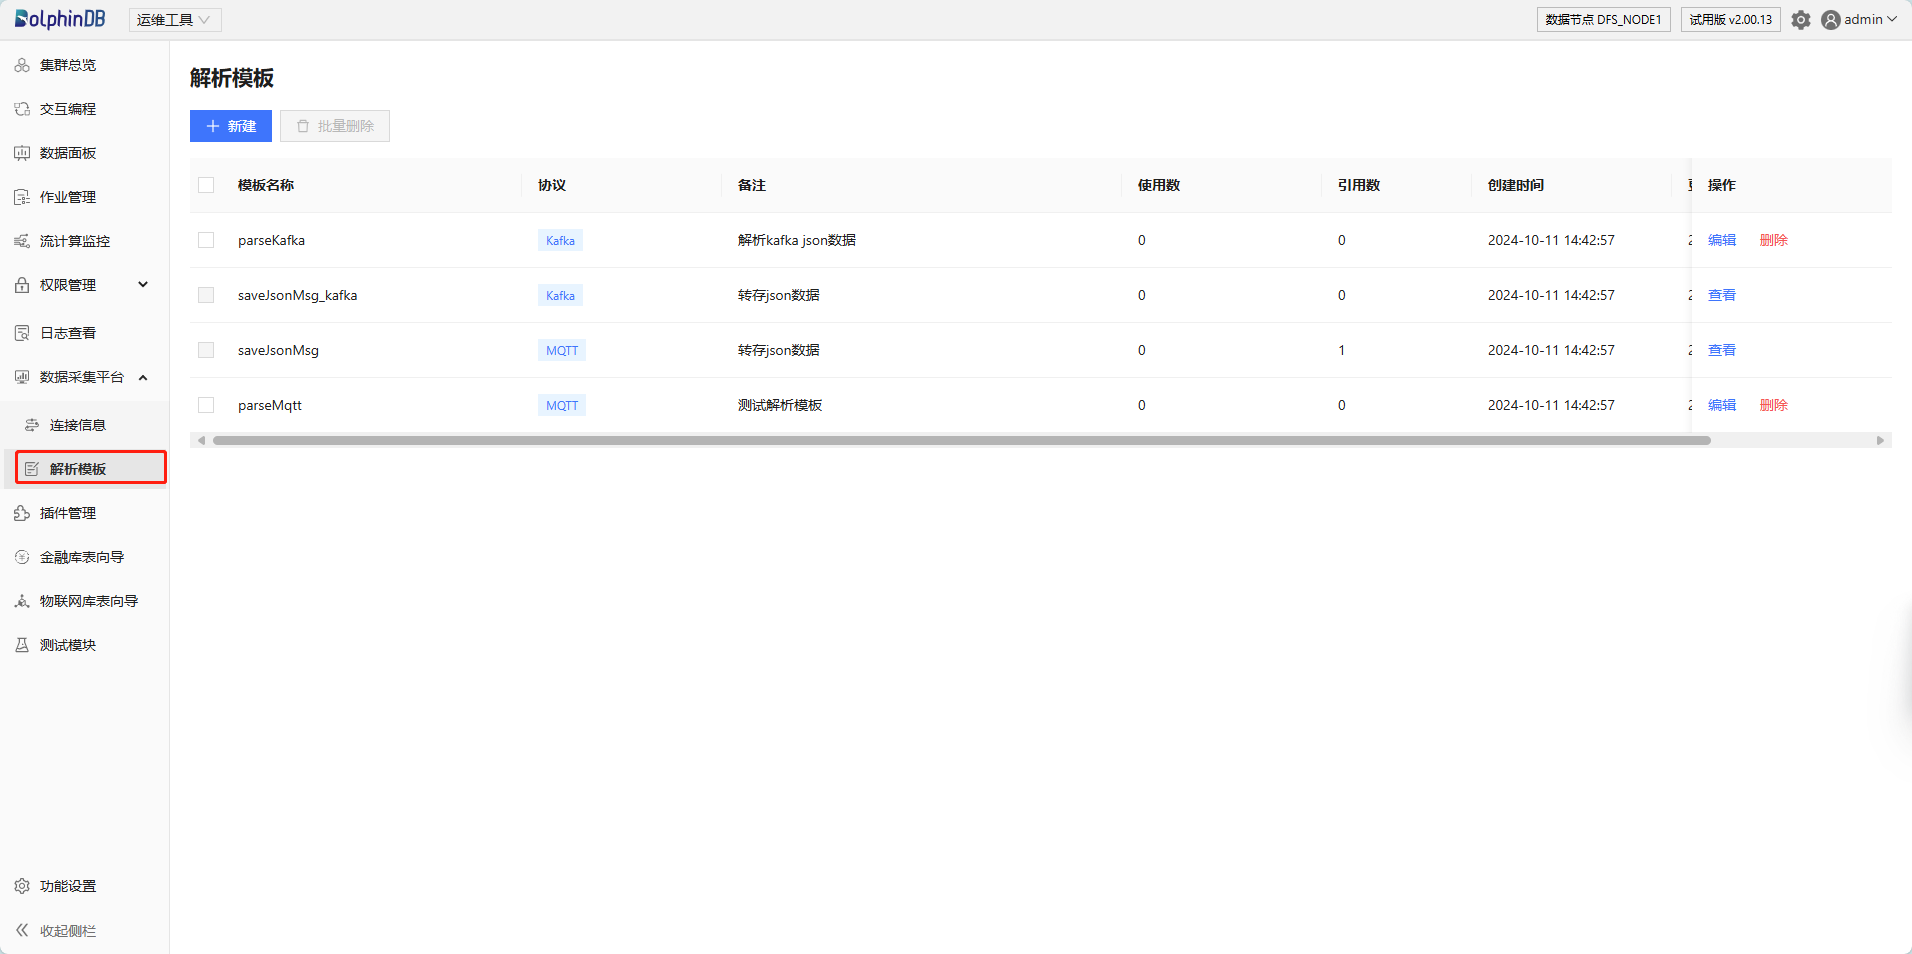 DolphinDB
运维工具
数据节点 DFS_NODE1
试用版 v2.00.13
admin
集群总览
交互编程
数据面板
作业管理
流计算监控
权限管理
日志查看
数据采集平台
连接信息
解析模板
插件管理
金融库表向导
物联网库表向导
测试模块
功能设置
收起侧栏
解析模板
新建
批量删除
模板名称 协议 备注 使用数 引用数 创建时间 操作
parseKafka Kafka 解析kafka json数据 0 0 2024-10-11 14:42:57 编辑 删除
saveJsonMsg_kafka Kafka 转存json数据 0 0 2024-10-11 14:42:57 查看
saveJsonMsg MQTT 转存json数据 0 1 2024-10-11 14:42:57 查看
parseMqtt MQTT 测试解析模板 0 0 2024-10-11 14:42:57 编辑 删除